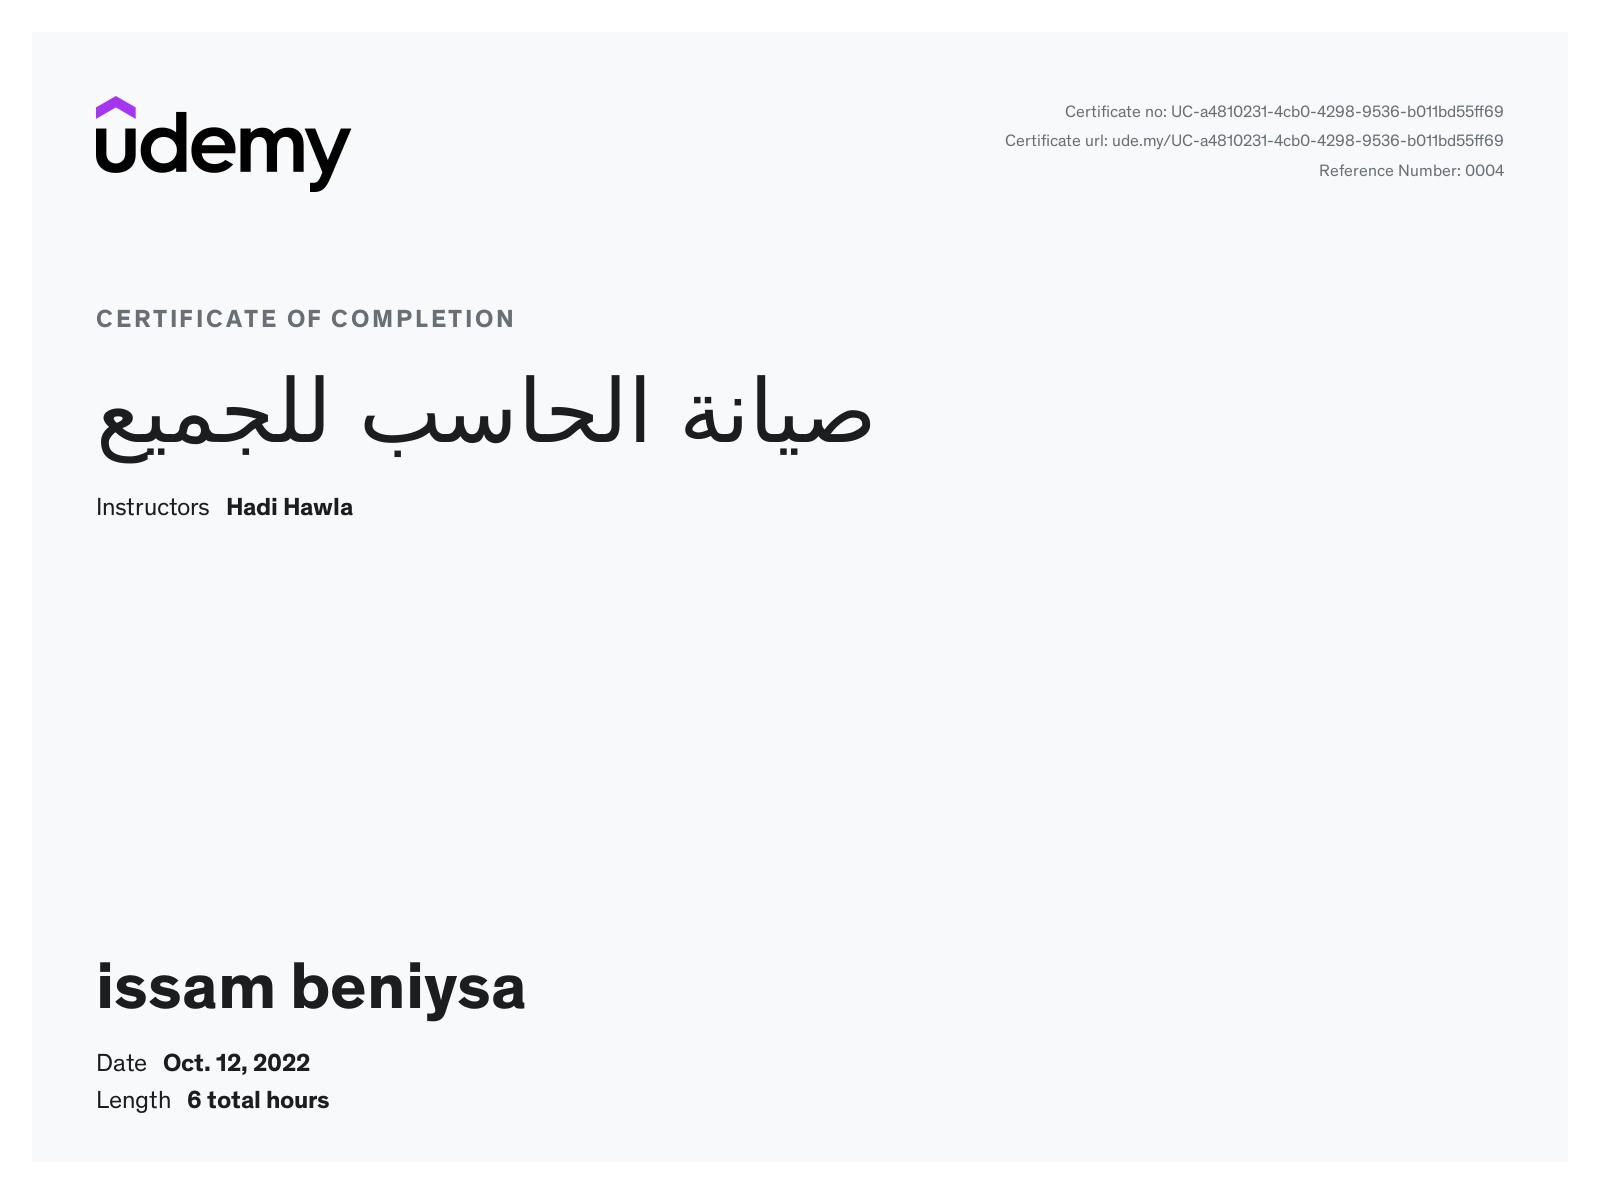 udemy
Certificate no: UC-a4810231-4cb0-4298-9536-b011bd55ff69
Certificate url: ude.my/UC-a4810231-4cb0-4298-9536-b011bd55ff69
Reference Number: 0004
CERTIFICATE OF COMPLETION
صيانة الحاسب للجميع
Instructors Hadi Hawla
issam beniysa
Date Oct. 12, 2022
Length 6 total hours